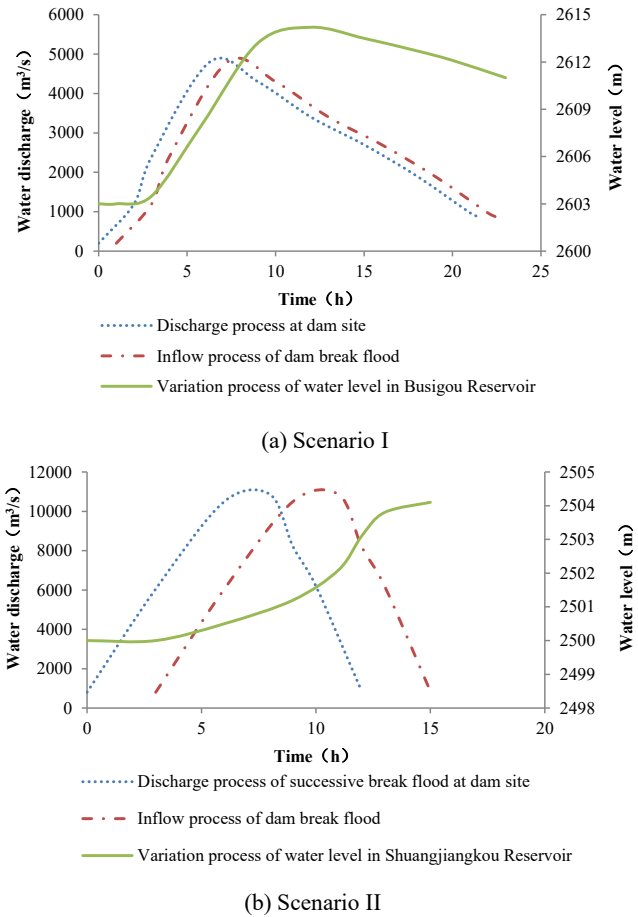 6000
5000
4000
3000
2000
1000
0
Water discharge（m³/s）
2615
2612
2609
2606
2603
2600
Water level（m）
0 5 10 15 20 25
Time（h）
Discharge process at dam site
Inflow process of dam break flood
Variation process of water level in Busigou Reservoir
(a) Scenario I
12000
10000
8000
6000
4000
2000
0
Water discharge（m³/s）
2505
2504
2503
2502
2501
2500
2499
2498
Water level（m）
0 5 10 15 20
Time（h）
Discharge process of successive break flood at dam site
Inflow process of dam break flood
Variation process of water level in Shuangjiangkou Reservoir
(b) Scenario II